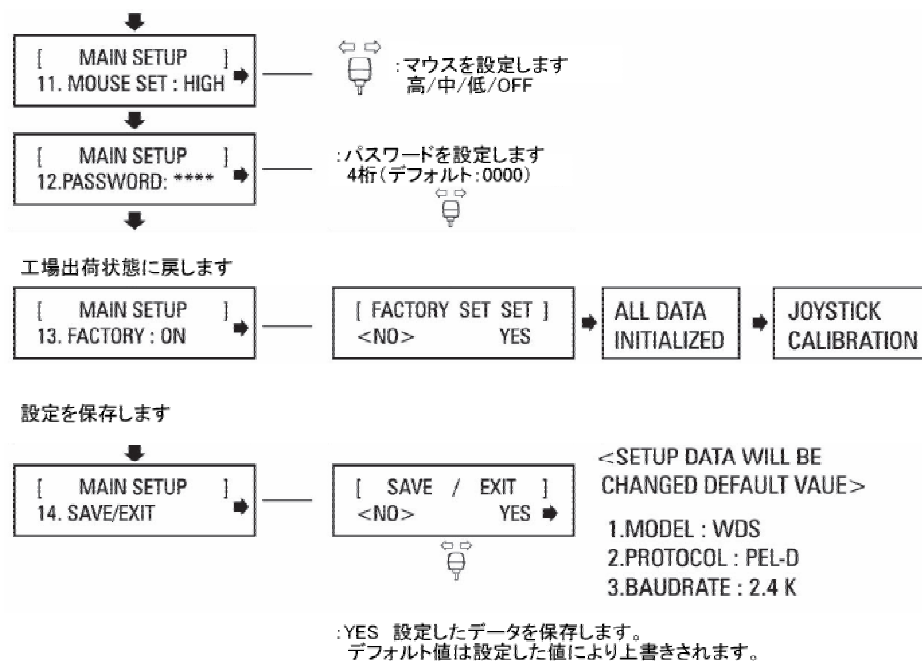 [ MAIN SETUP ]
11. MOUSE SET : HIGH
:マウスを設定します
高/中/低/OFF
[ MAIN SETUP ]
12.PASSWORD: ****
:パスワードを設定します
4桁(デフォルト:0000)
工場出荷状態に戻します
[ MAIN SETUP ]
13. FACTORY : ON
[ FACTORY SET SET ]
<NO> YES
ALL DATA
INITIALIZED
JOYSTICK
CALIBRATION
設定を保存します
[ MAIN SETUP ]
14. SAVE/EXIT
[ SAVE / EXIT ]
<NO> YES
<SETUP DATA WILL BE
CHANGED DEFAULT VAUE>
1.MODEL : WDS
2.PROTOCOL : PEL-D
3.BAUDRATE : 2.4 K
:YES 設定したデータを保存します。
デフォルト値は設定した値により上書きされます。